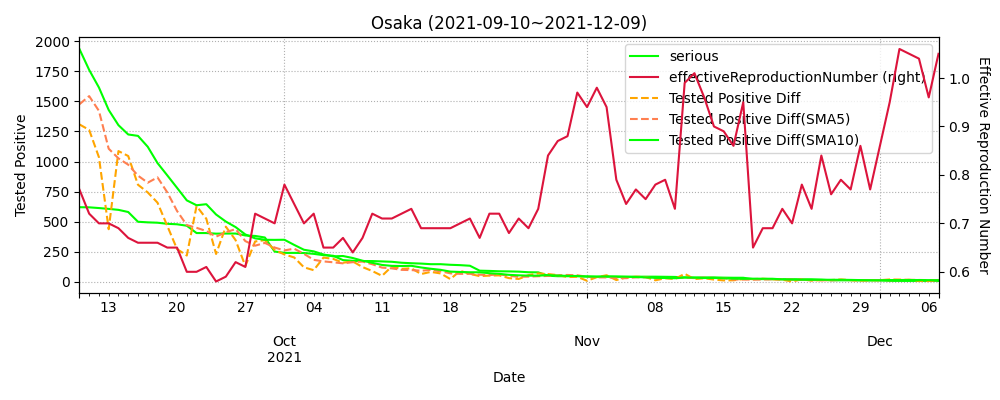 Osaka (2021-09-10~2021-12-09)
2000
1750
1500
1250
1000
750
500
250
0
Tested Positive
serious
effectiveReproductionNumber (right)
Tested Positive Diff
Tested Positive Diff(SMA5)
Tested Positive Diff(SMA10)
1.0
0.9
0.8
0.7
0.6
Effective Reproduction Number
13 20 27 04 11 18 25 08 15 22 29 06
Oct Nov Dec
2021
Date